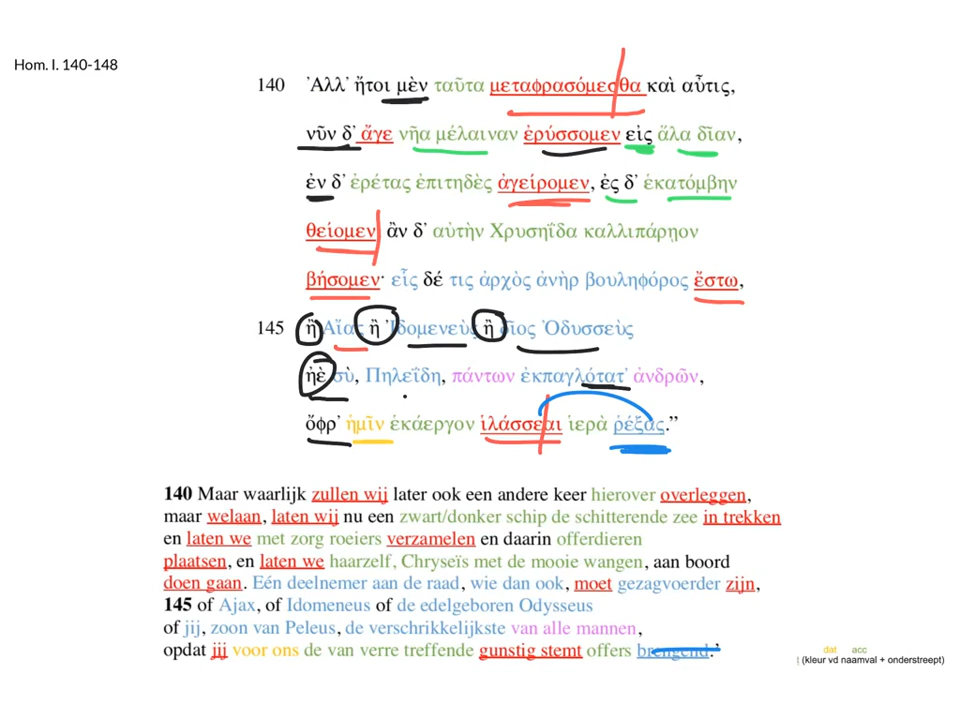 Hom. I. 140-148
140 Ἀλλ' ἤτοι μὲν ταῦτα μεταφρασόμεσθα καὶ αὖτις,
νῦν δ' ἄγε νῆα μέλαιναν ἐρύσσομεν εἰς ἅλα δῖαν,
ἐν δ' ἐρέτας ἐπιτηδὲς ἀγείρομεν, ἐς δ' ἑκατόμβην
θείομεν, ἂν δ' αὐτὴν Χρυσηΐδα καλλιπάρῃον
βήσομεν· εἷς δέ τις ἀρχὸς ἀνὴρ βουληφόρος ἔστω,
145 ἢ Αἴας ἢ Ἰδομενεὺς ἢ δῖος Ὀδυσσεὺς
ἠὲ σὺ, Πηλεΐδη, πάντων ἐκπαγλότατ' ἀνδρῶν,
ὄφρ' ἡμῖν ἑκάεργον ἱλάσσεαι ἱερὰ ῥέξας."
140 Maar waarlijk zullen wij later ook een andere keer hierover overleggen,
maar welaan, laten wij nu een zwart/donker schip de schitterende zee in trekken
en laten we met zorg roeiers verzamelen en daarin offerdieren
plaatsen, en laten we haarzelf, Chryseïs met de mooie wangen, aan boord
doen gaan. Eén deelnemer aan de raad, wie dan ook, moet gezagvoerder zijn,
145 of Ajax, of Idomeneus of de edelgeboren Odysseus
of jij, zoon van Peleus, de verschrikkelijkste van alle mannen,
opdat jij voor ons de van verre treffende gunstig stemt offers brengend.'
dat acc
(kleur vd naamval + onderstreept)